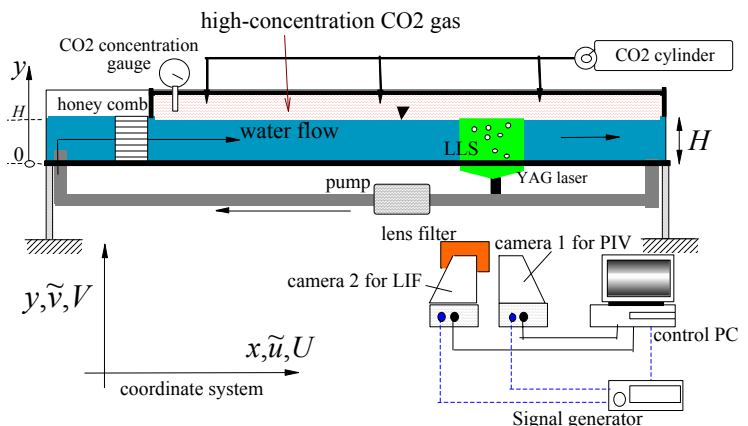 high-concentration CO2 gas
CO2 concentration
gauge
CO2 cylinder
y
honey comb
H
water flow
LLS
H
0
YAG laser
pump
lens filter
camera 1 for PIV
camera 2 for LIF
y,ṽ,V
control PC
x,ũ,U
coordinate system
Signal generator